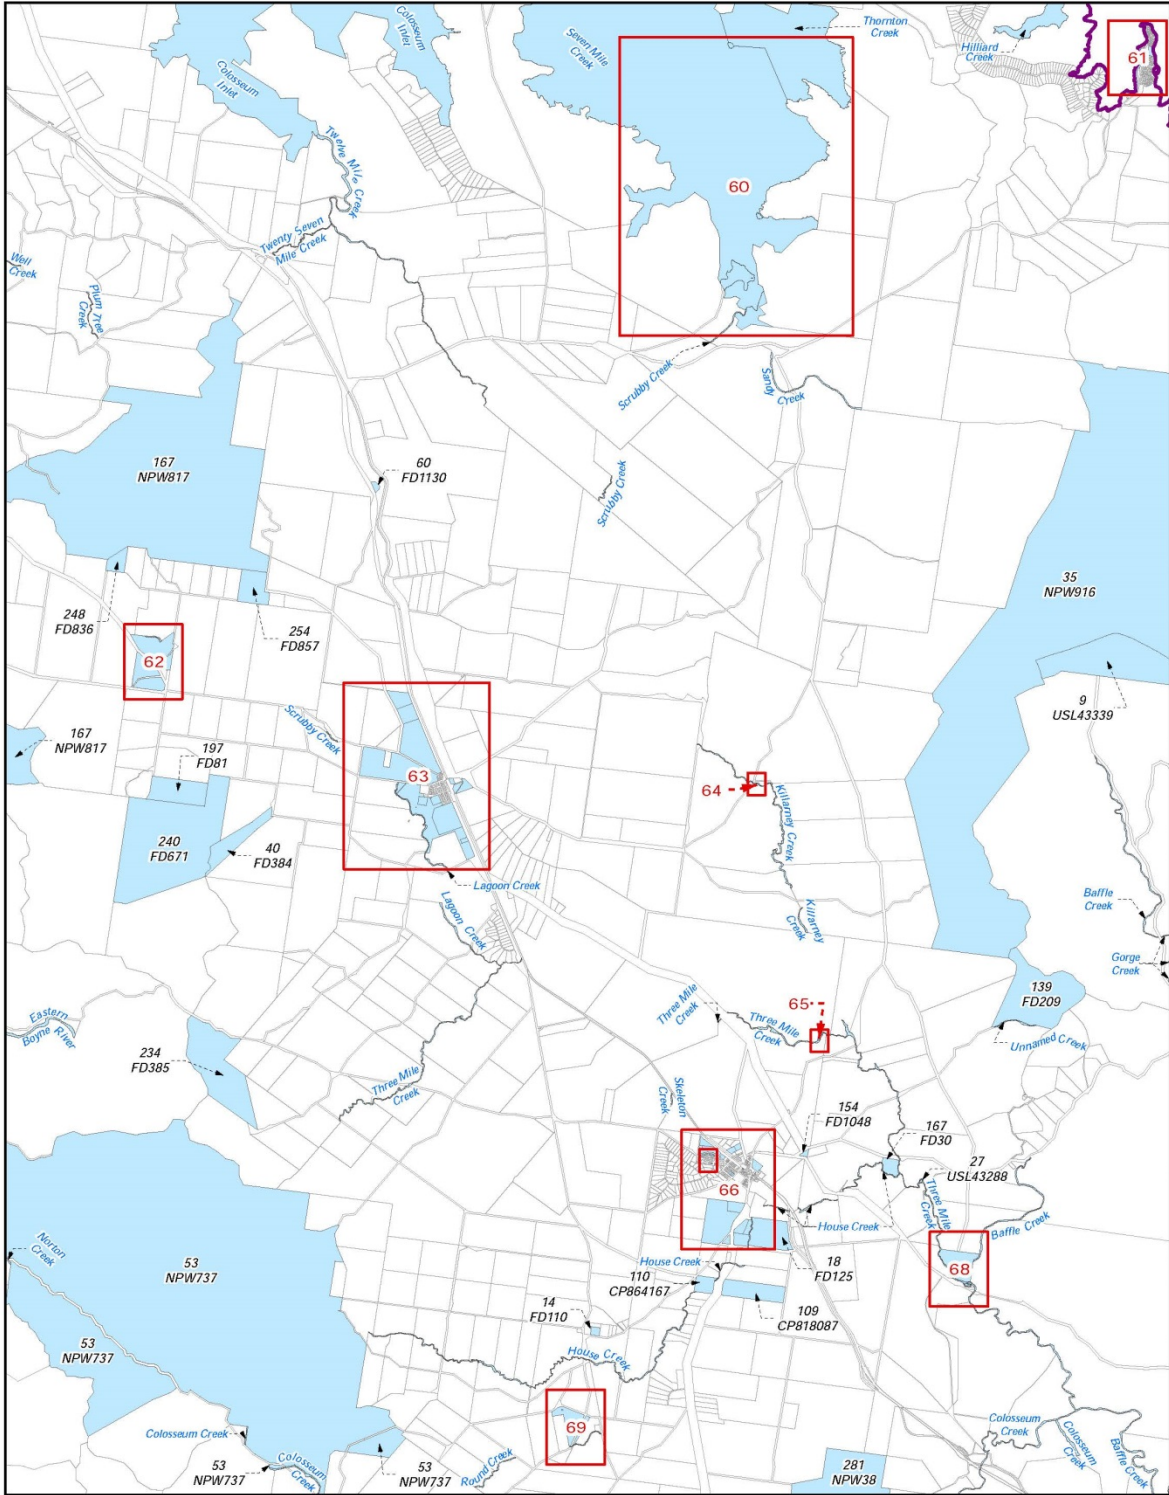 Colosseum
Inlet
Colosseum
Inlet
Seven Mile
Creek
Thornton
Creek
Hilliard
Creek
61
Twelve Mile Creek
60
Twenty Seven
Mile Creek
Well
Creek
Plum Tree
Creek
Scrubby Creek
Sandy
Creek
167
NPW817
60
FD1130
Scrubby Creek
35
NPW916
248
FD836
254
FD857
62
9
USL43339
Scrubby Creek
167
NPW817
197
FD81
63
64
Killarney Creek
240
FD671
40
FD384
Lagoon Creek
Lagoon Creek
Killarney
Creek
Baffle
Creek
Gorge
Creek
139
FD209
65
Three Mile
Creek
Three Mile
Creek
Unnamed Creek
Eastern
Boyne River
234
FD385
Three Mile
Creek
Skeleton
Creek
154
FD1048
167
FD30
27
USL43288
66
Three Mile
Creek
House Creek
Baffle Creek
Norton
Creek
53
NPW737
House Creek
18
FD125
68
110
CP864167
109
CP818087
14
FD110
53
NPW737
House Creek
69
Colosseum Creek
53
NPW737
Colosseum
Creek
53
NPW737
Round Creek
281
NPW38
Colosseum
Creek
Colosseum
Creek
Baffle Creek